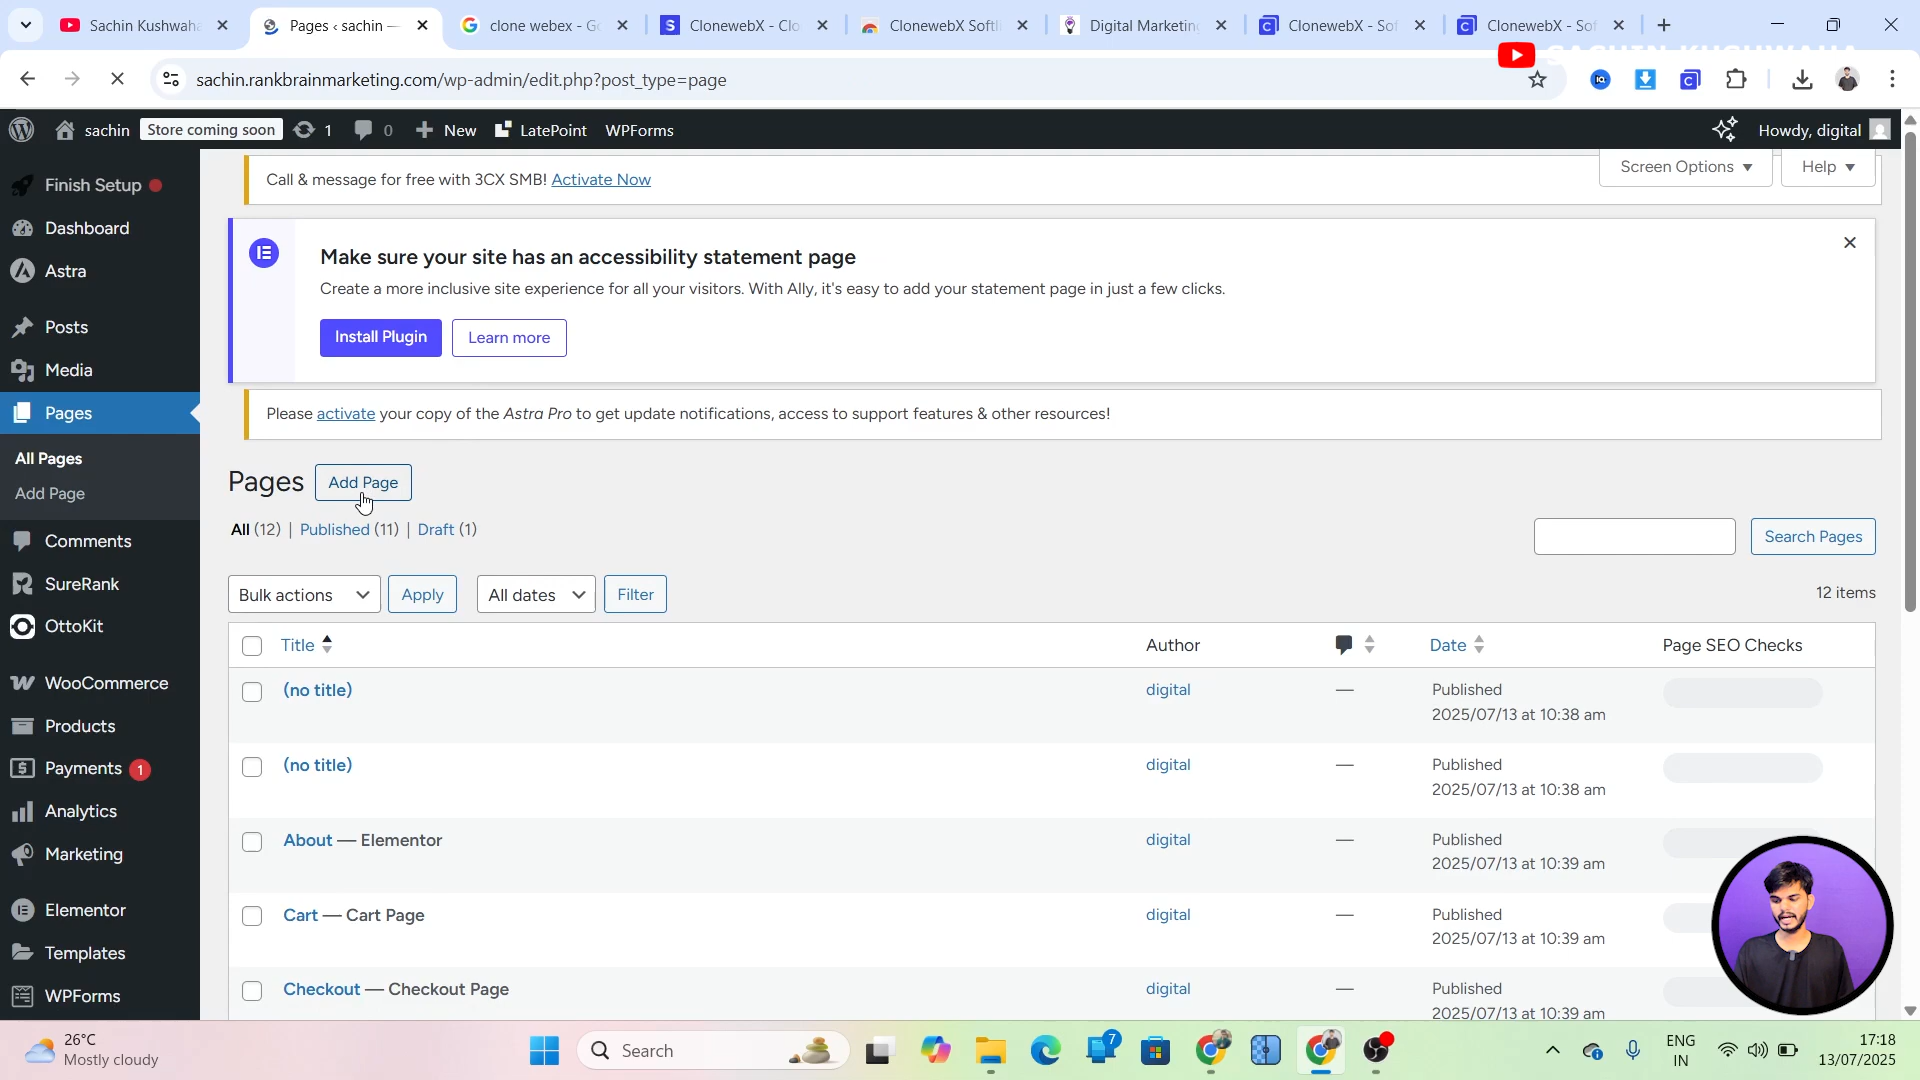 Sachin Kushwaha
Pages ‹ sachin —
clone webex - Go
ClonewebX - Clo
ClonewebX Softli
Digital Marketing
ClonewebX - Sof
ClonewebX - Sof
SACHIN KUSHWAHA
sachin.rankbrainmarketing.com/wp-admin/edit.php?post_type=page
sachin
Store coming soon
1
0
New
LatePoint
WPForms
Howdy, digital
Finish Setup
Dashboard
Astra
Posts
Media
Pages
All Pages
Add Page
Comments
SureRank
OttoKit
WooCommerce
Products
Payments 1
Analytics
Marketing
Elementor
Templates
WPForms
Call & message for free with 3CX SMB! Activate Now
Screen Options
Help
Make sure your site has an accessibility statement page
Create a more inclusive site experience for all your visitors. With Ally, it's easy to add your statement page in just a few clicks.
Install Plugin
Learn more
Please activate your copy of the Astra Pro to get update notifications, access to support features & other resources!
Pages
Add Page
All (12) | Published (11) | Draft (1)
Search Pages
Bulk actions
Apply
All dates
Filter
12 items
Title
Author
Date
Page SEO Checks
(no title)
digital
—
Published
2025/07/13 at 10:38 am
(no title)
digital
—
Published
2025/07/13 at 10:38 am
About — Elementor
digital
—
Published
2025/07/13 at 10:39 am
Cart — Cart Page
digital
—
Published
2025/07/13 at 10:39 am
Checkout — Checkout Page
digital
—
Published
2025/07/13 at 10:39 am
26°C
Mostly cloudy
Search
7
ENG
IN
17:18
13/07/2025